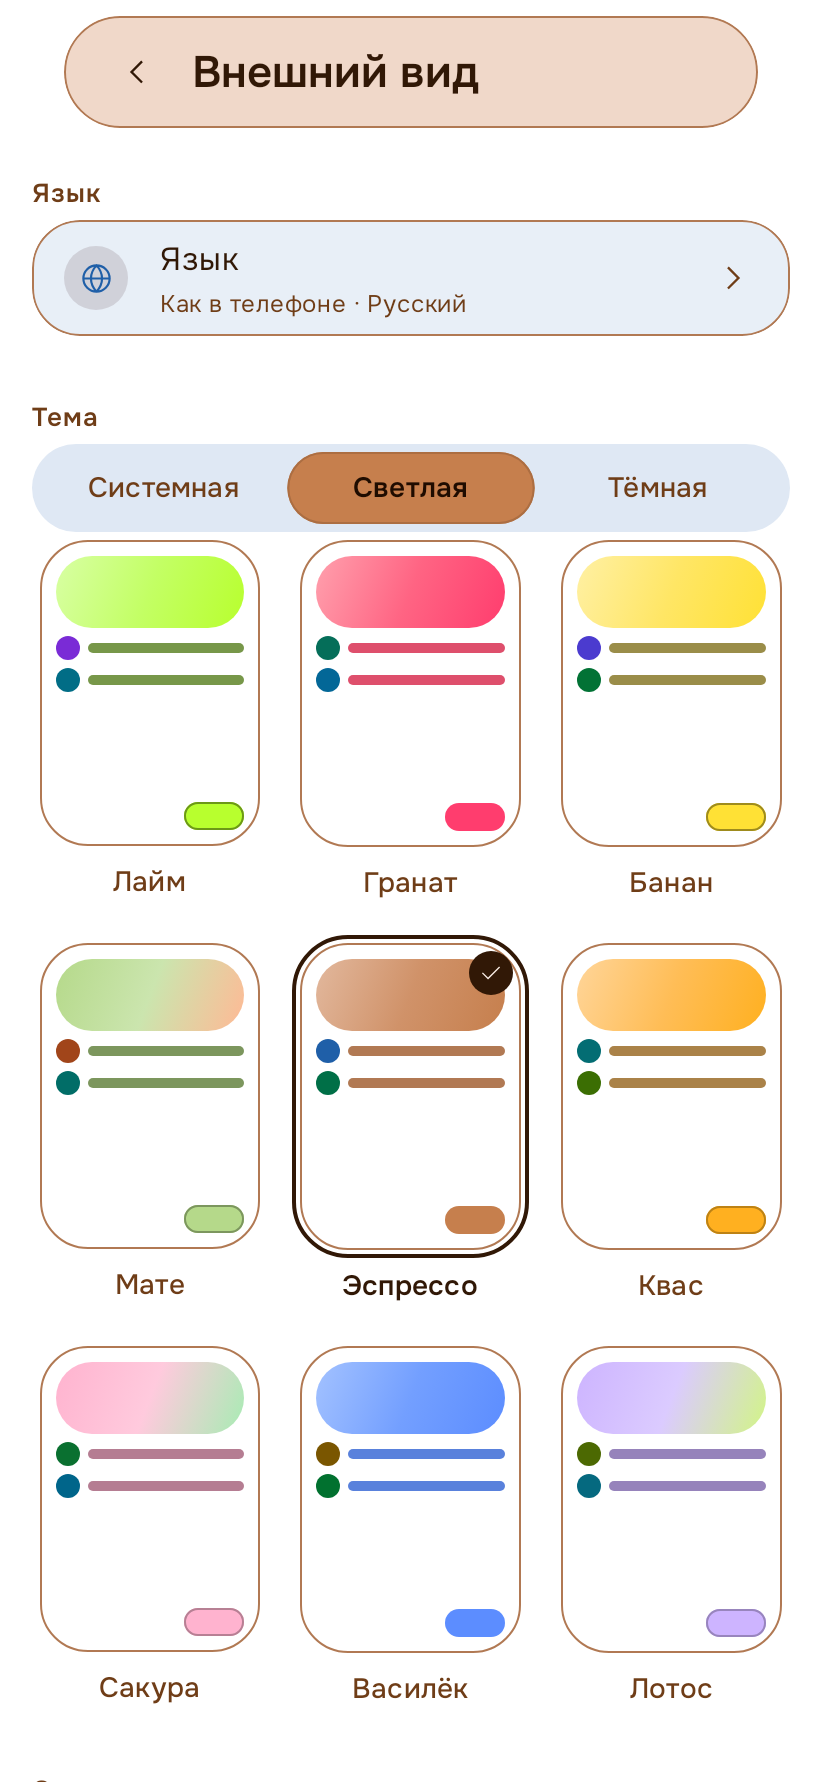 Внешний вид
Язык
Язык
Как в телефоне · Русский
Тема
Системная Светлая Тёмная
Лайм Гранат Банан
Мате Эспрессо Квас
Сакура Василёк Лотос